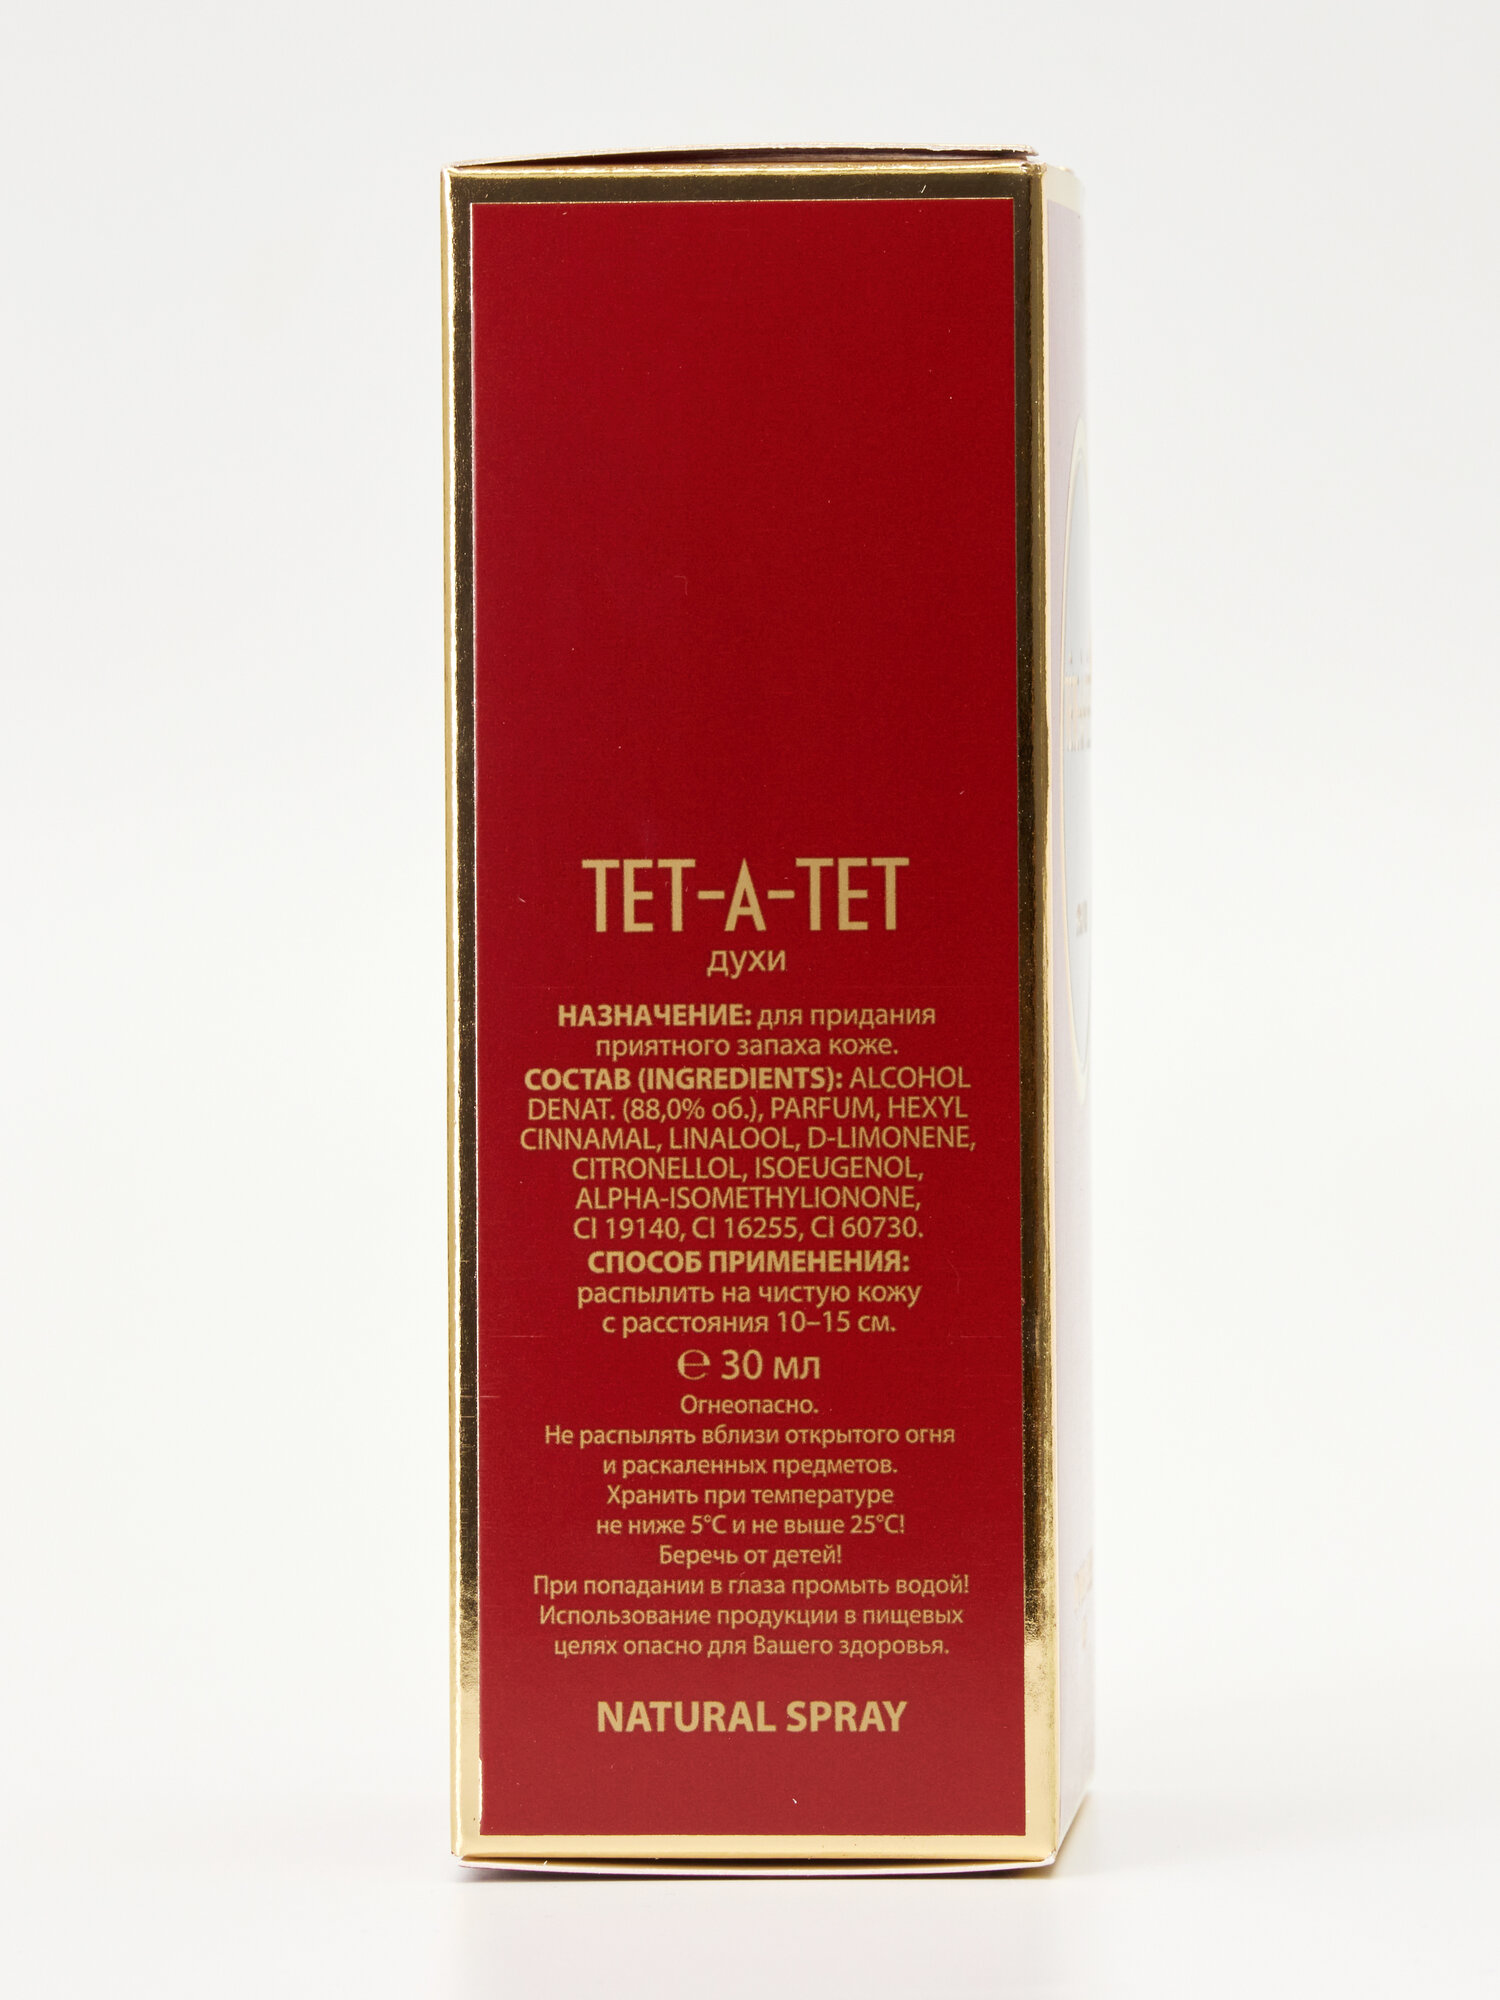 ТЕТ-А-ТЕТ
духи
НАЗНАЧЕНИЕ: для придания
приятного запаха коже.
СОСТАВ (INGREDIENTS): ALCOHOL
DENAT. (88,0% об.), PARFUM, HEXYL
CINNAMAL, LINALOOL, D-LIMONENE,
CITRONELLOL, ISOEUGENOL,
ALPHA-ISOMETHYLIONONE,
CI 19140, CI 16255, CI 60730.
СПОСОБ ПРИМЕНЕНИЯ:
распылить на чистую кожу
с расстояния 10–15 см.
℮ 30 мл
Огнеопасно.
Не распылять вблизи открытого огня
и раскаленных предметов.
Хранить при температуре
не ниже 5°С и не выше 25°С!
Беречь от детей!
При попадании в глаза промыть водой!
Использование продукции в пищевых
целях опасно для Вашего здоровья.
NATURAL SPRAY